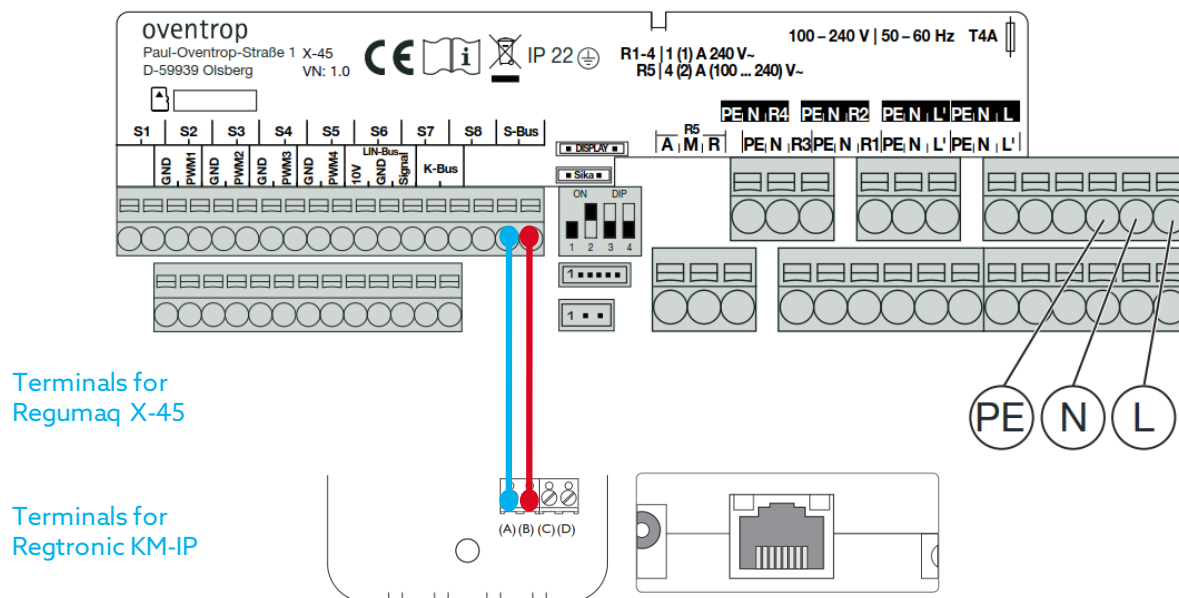 oventrop
Paul-Oventrop-Straße 1 X-45
D-59939 Olsberg VN: 1.0
CE i IP 22
R1-4 | 1 (1) A 240 V~
R5 | 4 (2) A (100 ... 240) V~
100 – 240 V | 50 – 60 Hz T4A
PE N R4 PE N R2 PE N L' PE N L
R5
A M R PE N R3 PE N R1 PE N L' PE N L'
S1 S2 S3 S4 S5 S6 S7 S8 S-Bus
GND PWM1 GND PWM2 GND PWM3 GND PWM4 10V LIN-Bus GND Signal K-Bus
DISPLAY
Sika
ON DIP
1 2 3 4
1
1
Terminals for
Regumaq X-45
PE N L
Terminals for
Regtronic KM-IP
(A) (B) (C) (D)